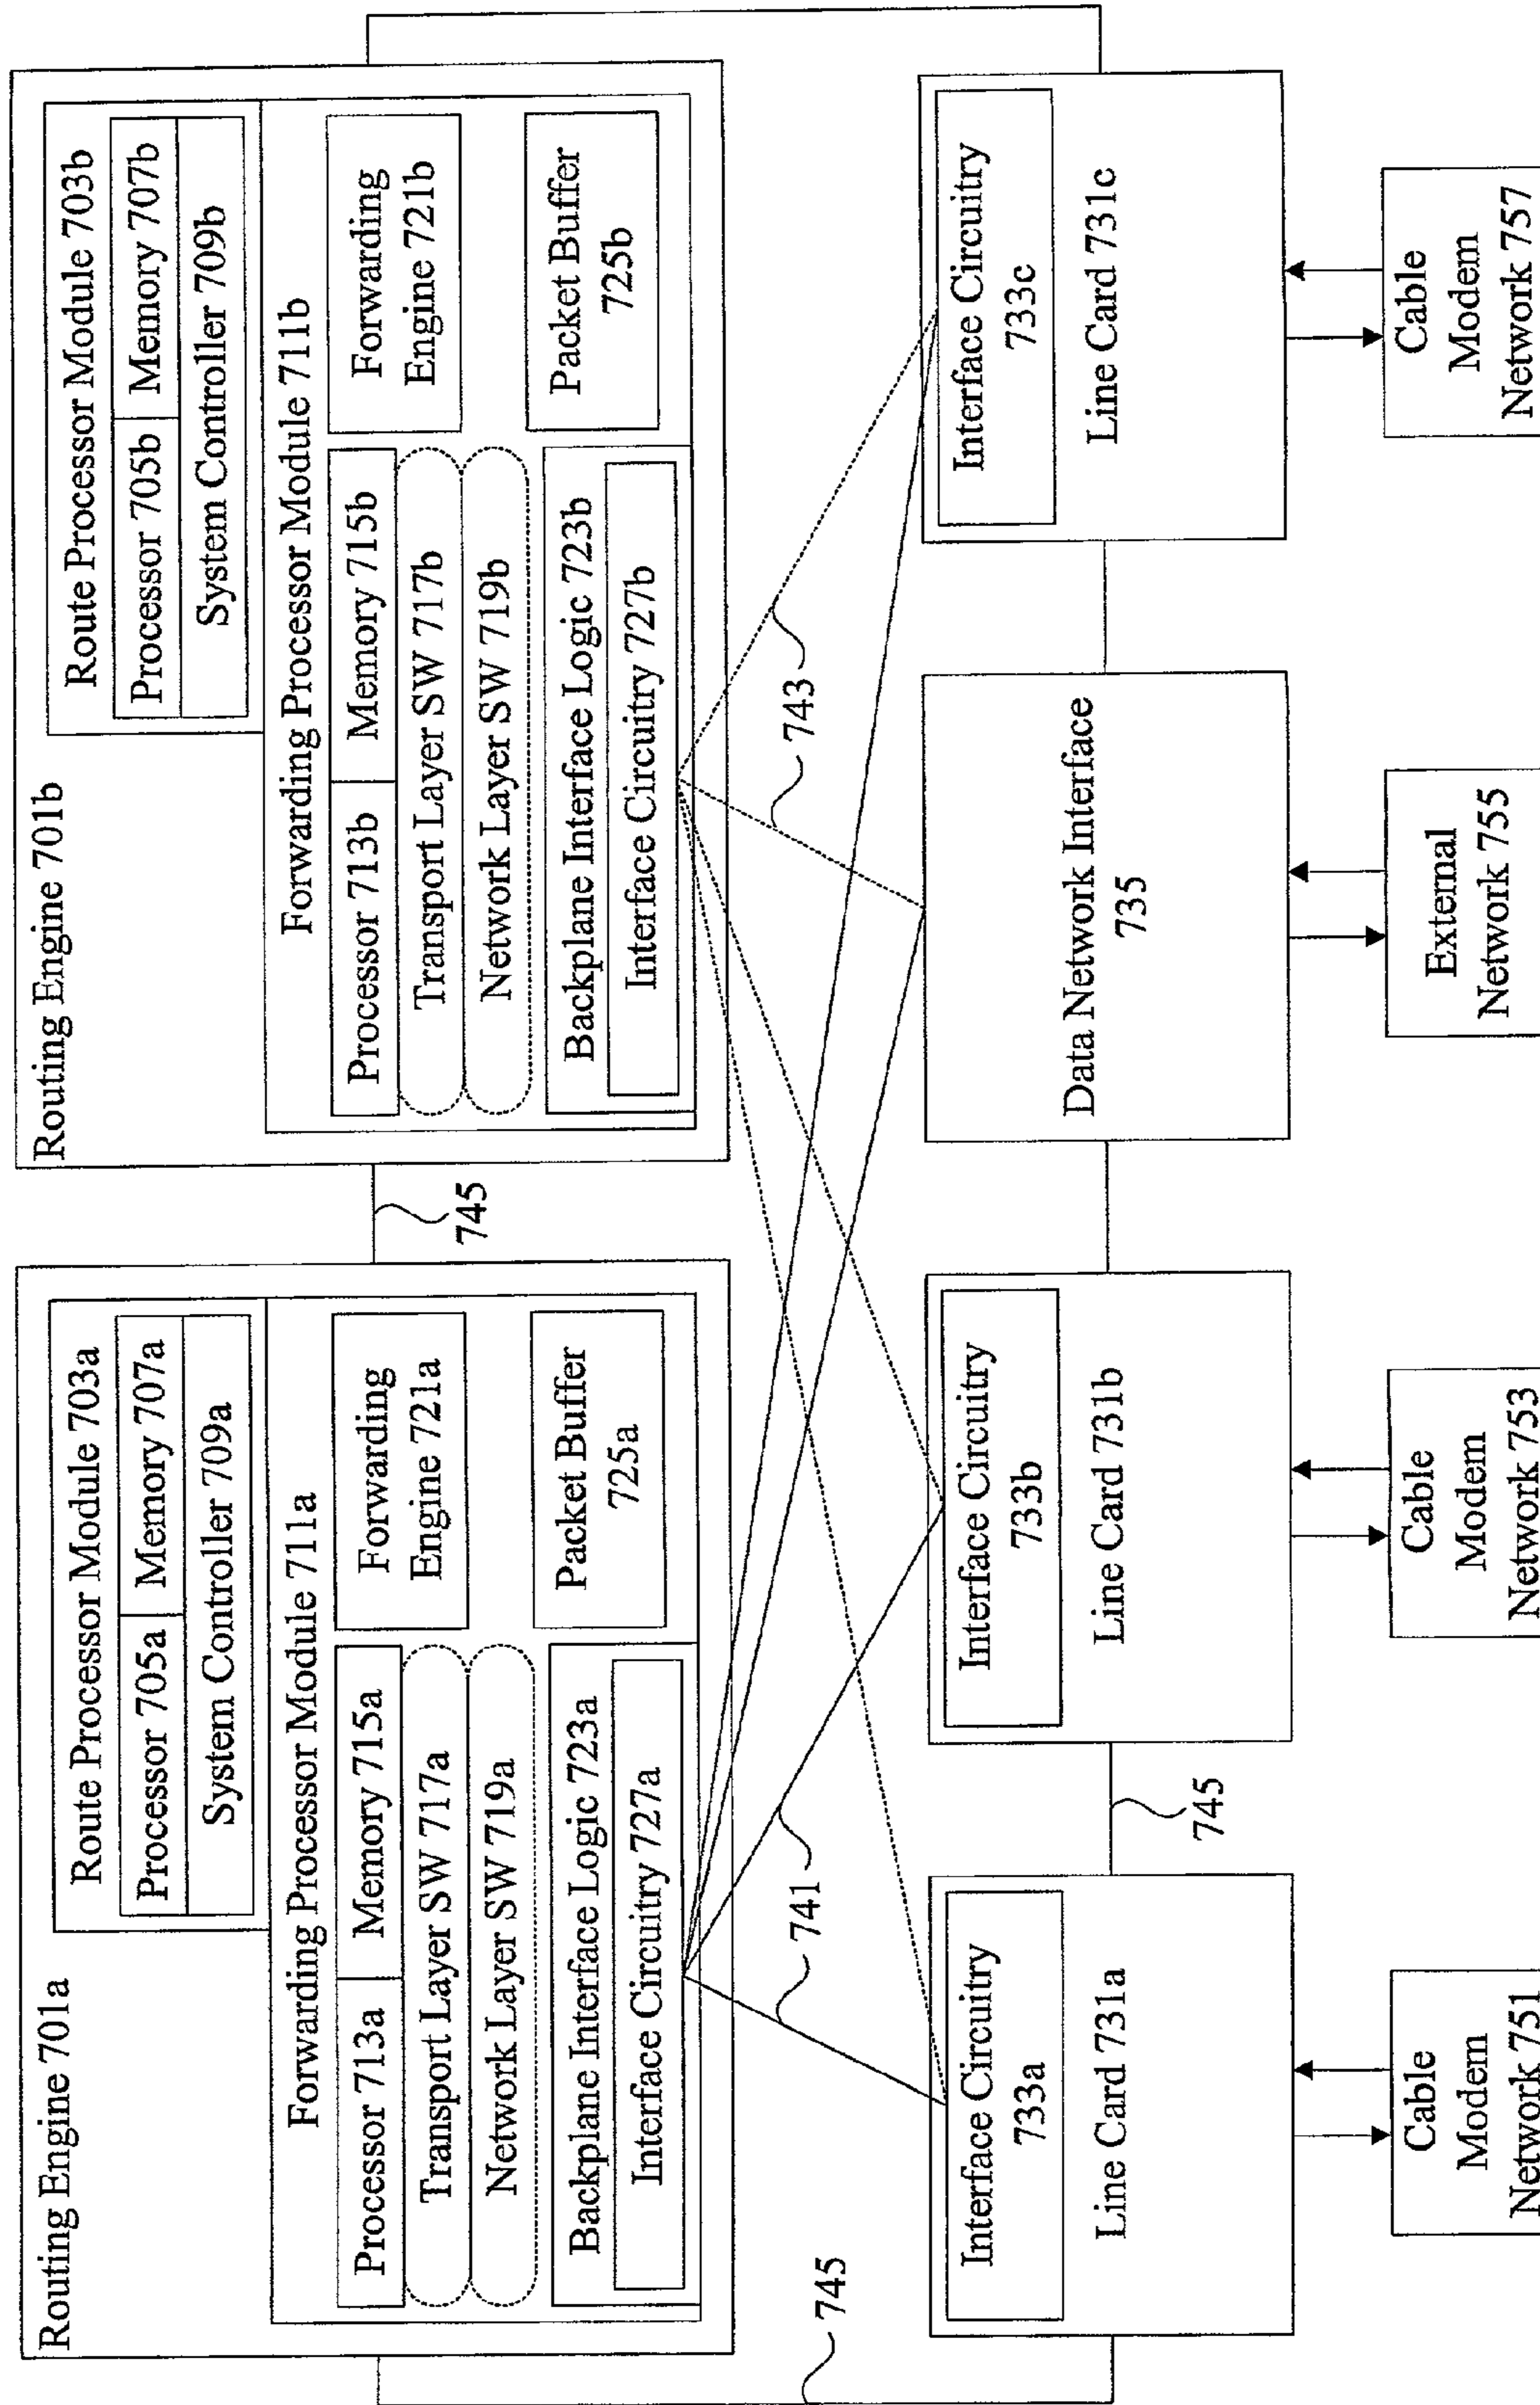 Routing Engine 701a
Route Processor Module 703a
Processor 705a
Memory 707a
System Controller 709a
Forwarding Processor Module 711a
Processor 713a
Memory 715a
Transport Layer SW 717a
Network Layer SW 719a
Forwarding
Engine 721a
Backplane Interface Logic 723a
Interface Circuitry 727a
Packet Buffer
725a
745
Routing Engine 701b
Route Processor Module 703b
Processor 705b
Memory 707b
System Controller 709b
Forwarding Processor Module 711b
Processor 713b
Memory 715b
Transport Layer SW 717b
Network Layer SW 719b
Forwarding
Engine 721b
Backplane Interface Logic 723b
Interface Circuitry 727b
Packet Buffer
725b
745
741
743
Interface Circuitry
733a
Line Card 731a
745
Interface Circuitry
733b
Line Card 731b
Data Network Interface
735
Interface Circuitry
733c
Line Card 731c
Cable
Modem
Network 751
Cable
Modem
Network 753
External
Network 755
Cable
Modem
Network 757